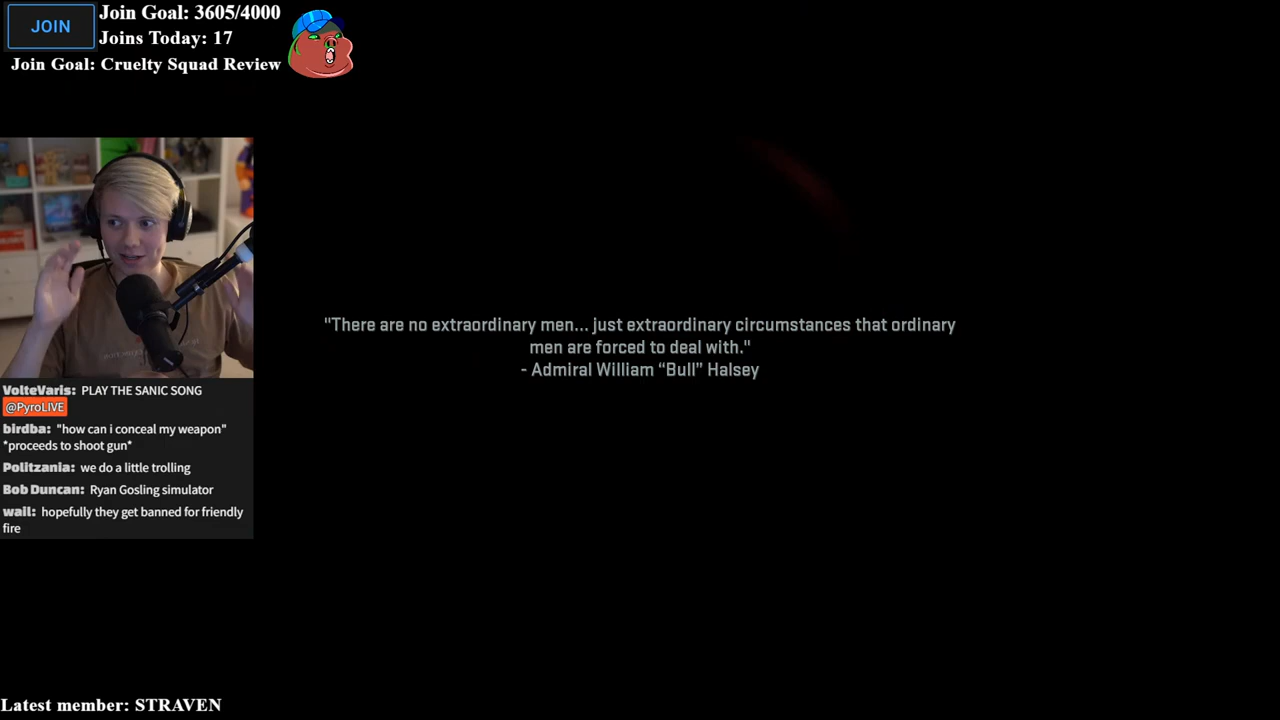 JOIN
Join Goal: 3605/4000
Joins Today: 17
Join Goal: Cruelty Squad Review
"There are no extraordinary men... just extraordinary circumstances that ordinary
men are forced to deal with."
- Admiral William “Bull” Halsey
VolteVaris: PLAY THE SANIC SONG
@PyroLIVE
birdba: "how can i conceal my weapon"
*proceeds to shoot gun*
Politzania: we do a little trolling
Bob Duncan: Ryan Gosling simulator
wail: hopefully they get banned for friendly
fire
Latest member: STRAVEN